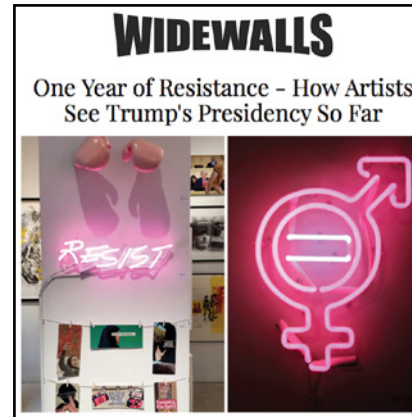 WIDEWALLS
One Year of Resistance – How Artists
See Trump's Presidency So Far
RESIST